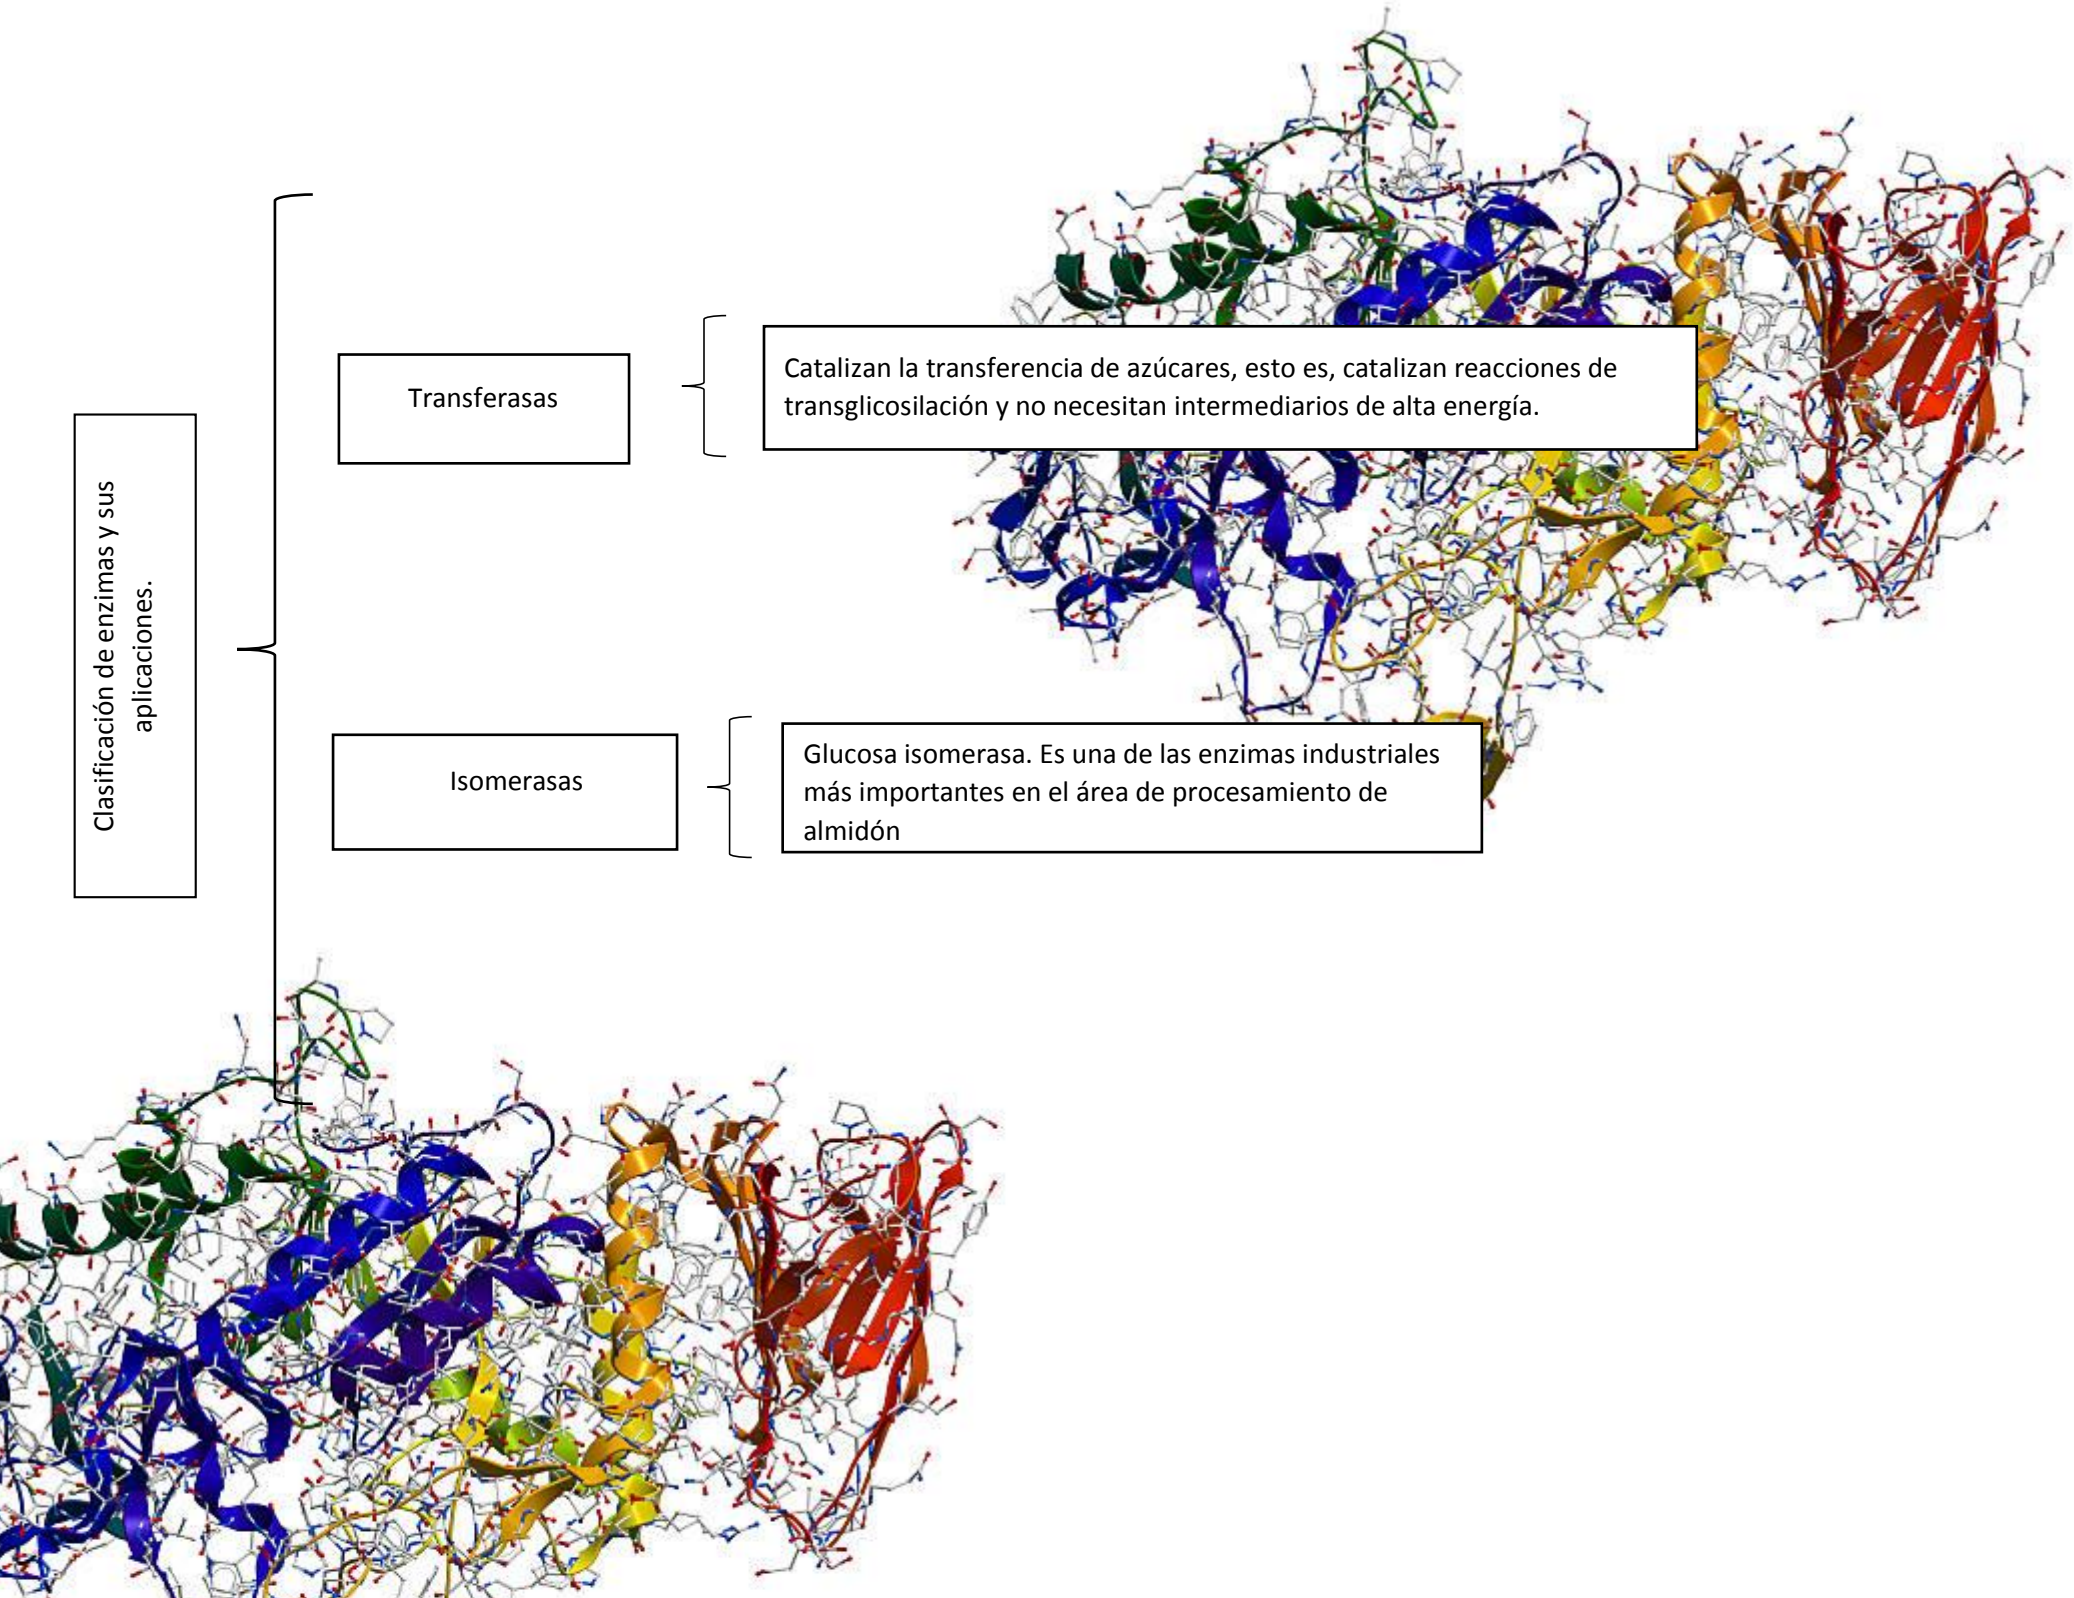 Clasificación de enzimas y sus
aplicaciones.
Transferasas
Catalizan la transferencia de azúcares, esto es, catalizan reacciones de
transglicosilación y no necesitan intermediarios de alta energía.
Isomerasas
Glucosa isomerasa. Es una de las enzimas industriales
más importantes en el área de procesamiento de
almidón